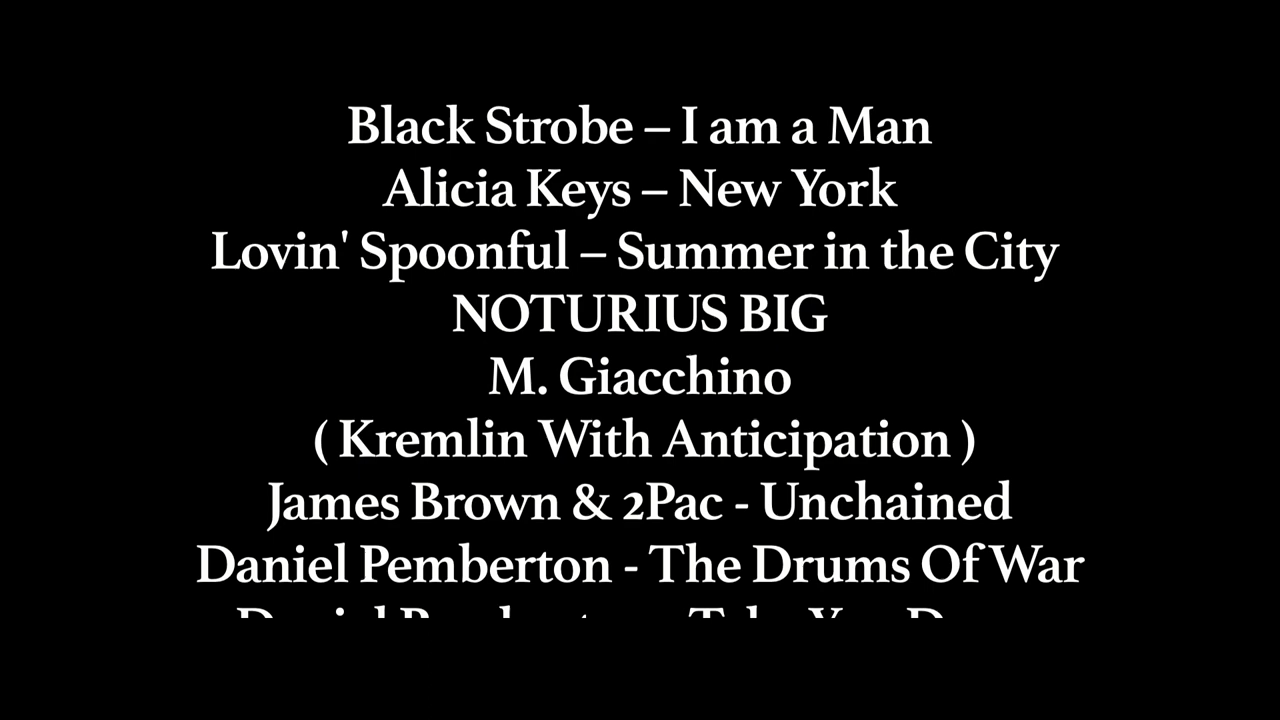 Black Strobe – I am a Man
Alicia Keys – New York
Lovin' Spoonful – Summer in the City
NOTURIUS BIG
M. Giacchino
( Kremlin With Anticipation )
James Brown & 2Pac - Unchained
Daniel Pemberton - The Drums Of War